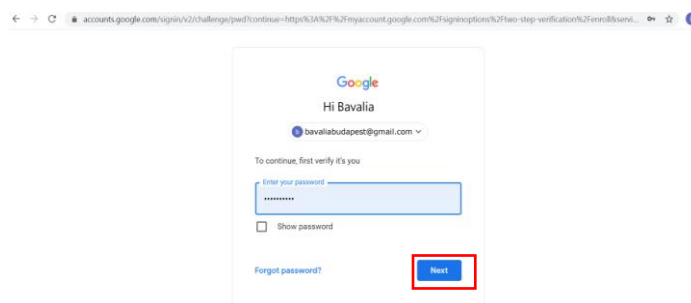 accounts.google.com/signin/v2/challenge/pwd?continue=https%3A%2F%2Fmyaccount.google.com%2Fsigninoptions%2Ftwo-step-verification%2Fenroll&servi...
Google
Hi Bavalia
b bavaliabudapest@gmail.com
To continue, first verify it's you
Enter your password
••••••••••
Show password
Forgot password? Next